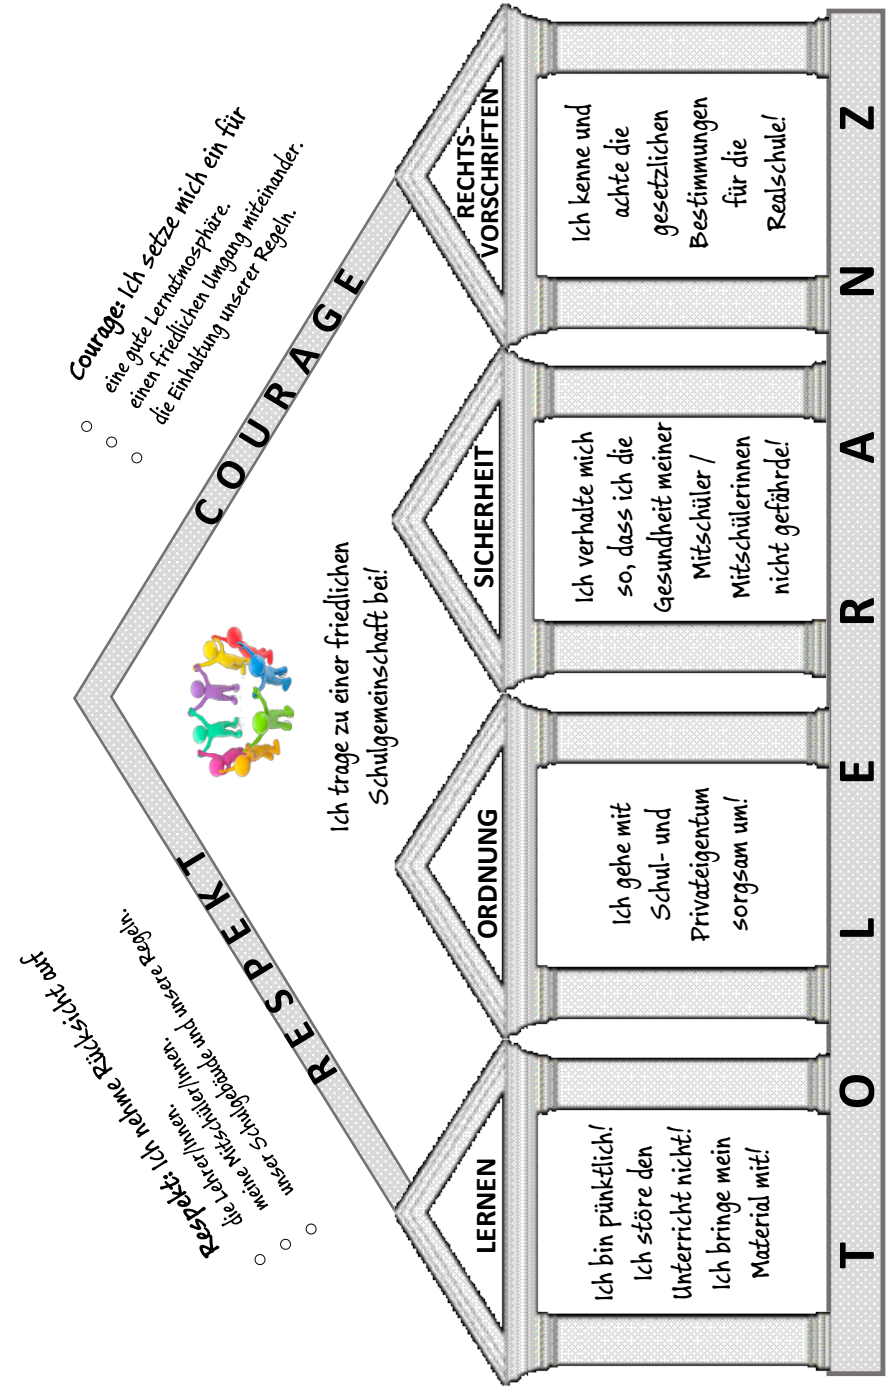 Respekt: Ich nehme Rücksicht auf
○ die Lehrer/Innen.
○ meine Mitschüler/Innen.
○ unser Schulgebäude und unsere Regeln.
Courage: Ich setze mich ein für
○ eine gute Lernatmosphäre.
○ einen friedlichen Umgang miteinander.
○ die Einhaltung unserer Regeln.
RESPEKT
COURAGE
Ich trage zu einer friedlichen
Schulgemeinschaft bei!
LERNEN
Ich bin pünktlich!
Ich störe den
Unterricht nicht!
Ich bringe mein
Material mit!
ORDNUNG
Ich gehe mit
Schul- und
Privateigentum
sorgsam um!
SICHERHEIT
Ich verhalte mich
so, dass ich die
Gesundheit meiner
Mitschüler /
Mitschülerinnen
nicht gefährde!
RECHTS-
VORSCHRIFTEN
Ich kenne und
achte die
gesetzlichen
Bestimmungen
für die
Realschule!
TOLERANZ